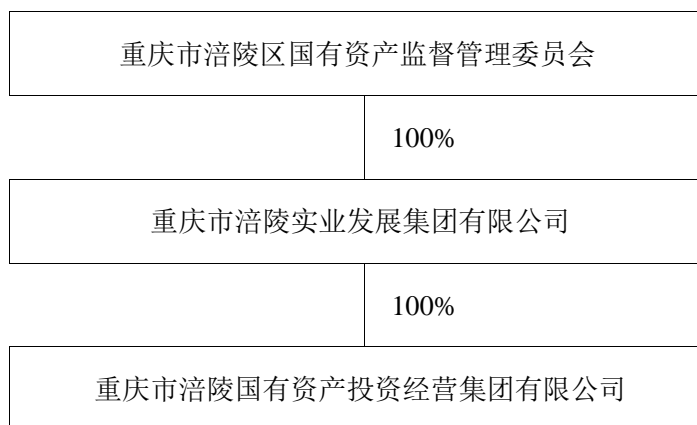 重庆市涪陵区国有资产监督管理委员会
100%
重庆市涪陵实业发展集团有限公司
100%
重庆市涪陵国有资产投资经营集团有限公司